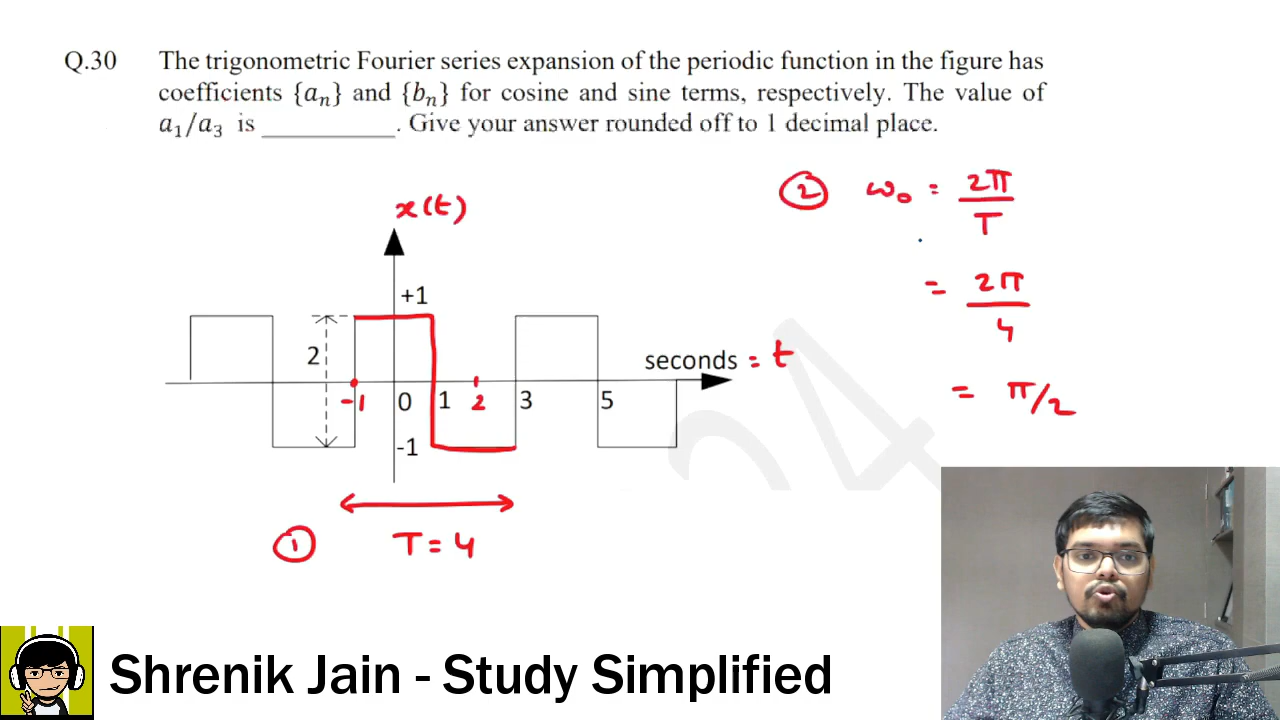 Q.30 The trigonometric Fourier series expansion of the periodic function in the figure has
coefficients {aₙ} and {bₙ} for cosine and sine terms, respectively. The value of
a₁/a₃ is __________. Give your answer rounded off to 1 decimal place.
② ω₀ = 2π/T
= 2π/4
= π/2
x(t)
+1
2
seconds = t
-1 0 1 2 3 5
-1
① T = 4
24
Shrenik Jain - Study Simplified